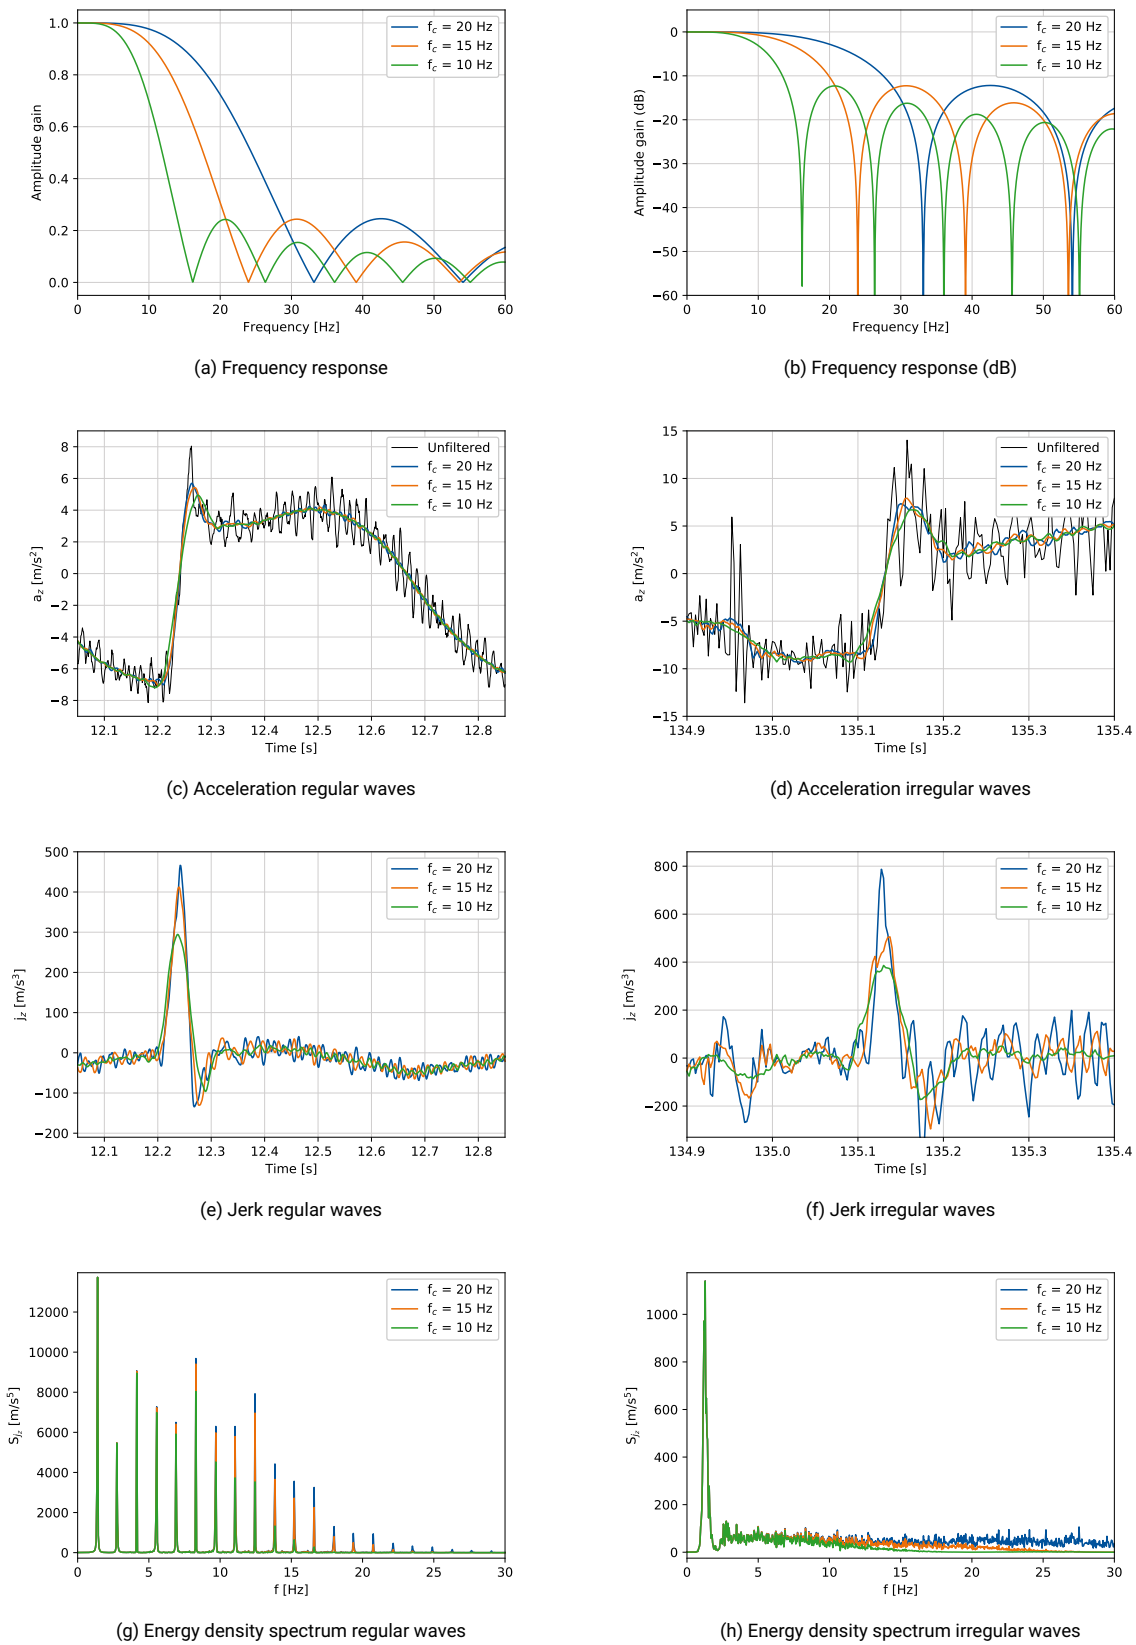 1.0
0.8
0.6
0.4
0.2
0.0
Amplitude gain
0 10 20 30 40 50 60
Frequency [Hz]
f_c = 20 Hz
f_c = 15 Hz
f_c = 10 Hz
(a) Frequency response
0
−10
−20
−30
−40
−50
−60
Amplitude gain (dB)
0 10 20 30 40 50 60
Frequency [Hz]
f_c = 20 Hz
f_c = 15 Hz
f_c = 10 Hz
(b) Frequency response (dB)
8
6
4
2
0
−2
−4
−6
−8
a_z [m/s²]
12.1 12.2 12.3 12.4 12.5 12.6 12.7 12.8
Time [s]
Unfiltered
f_c = 20 Hz
f_c = 15 Hz
f_c = 10 Hz
(c) Acceleration regular waves
15
10
5
0
−5
−10
−15
a_z [m/s²]
134.9 135.0 135.1 135.2 135.3 135.4
Time [s]
Unfiltered
f_c = 20 Hz
f_c = 15 Hz
f_c = 10 Hz
(d) Acceleration irregular waves
500
400
300
200
100
0
−100
−200
j_z [m/s³]
12.1 12.2 12.3 12.4 12.5 12.6 12.7 12.8
Time [s]
f_c = 20 Hz
f_c = 15 Hz
f_c = 10 Hz
(e) Jerk regular waves
800
600
400
200
0
−200
j_z [m/s³]
134.9 135.0 135.1 135.2 135.3 135.4
Time [s]
f_c = 20 Hz
f_c = 15 Hz
f_c = 10 Hz
(f) Jerk irregular waves
12000
10000
8000
6000
4000
2000
0
S_{j_z} [m/s⁵]
0 5 10 15 20 25 30
f [Hz]
f_c = 20 Hz
f_c = 15 Hz
f_c = 10 Hz
(g) Energy density spectrum regular waves
1000
800
600
400
200
0
S_{j_z} [m/s⁵]
0 5 10 15 20 25 30
f [Hz]
f_c = 20 Hz
f_c = 15 Hz
f_c = 10 Hz
(h) Energy density spectrum irregular waves